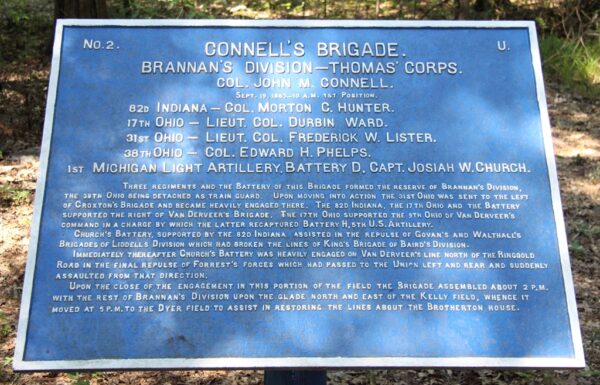 No. 2. U.
CONNELL'S BRIGADE.
BRANNAN'S DIVISION—THOMAS' CORPS.
COL. JOHN M. CONNELL.
SEPT. 19, 1863—10 A.M. 1ST POSITION.
82D INDIANA — COL. MORTON C. HUNTER.
17TH OHIO — LIEUT. COL. DURBIN WARD.
31ST OHIO — LIEUT. COL. FREDERICK W. LISTER.
38TH OHIO — COL. EDWARD H. PHELPS.
1ST MICHIGAN LIGHT ARTILLERY, BATTERY D, CAPT. JOSIAH W. CHURCH.
THREE REGIMENTS AND THE BATTERY OF THIS BRIGADE FORMED THE RESERVE OF BRANNAN'S DIVISION,
THE 38TH OHIO BEING DETACHED AS TRAIN GUARD. UPON MOVING INTO ACTION THE 31ST OHIO WAS SENT TO THE LEFT
OF CROXTON'S BRIGADE AND BECAME HEAVILY ENGAGED THERE. THE 82D INDIANA, THE 17TH OHIO AND THE BATTERY
SUPPORTED THE RIGHT OF VAN DERVEER'S BRIGADE. THE 17TH OHIO SUPPORTED THE 9TH OHIO OF VAN DERVEER'S
COMMAND IN A CHARGE BY WHICH THE LATTER RECAPTURED BATTERY H, 5TH U.S. ARTILLERY.
CHURCH'S BATTERY, SUPPORTED BY THE 82D INDIANA ASSISTED IN THE REPULSE OF GOVAN'S AND WALTHALL'S
BRIGADES OF LIDDELL'S DIVISION WHICH HAD BROKEN THE LINES OF KING'S BRIGADE OF BAIRD'S DIVISION.
IMMEDIATELY THEREAFTER CHURCH'S BATTERY WAS HEAVILY ENGAGED ON VAN DERVEER'S LINE NORTH OF THE RINGGOLD
ROAD IN THE FINAL REPULSE OF FORREST'S FORCES WHICH HAD PASSED TO THE UNION LEFT AND REAR AND SUDDENLY
ASSAULTED FROM THAT DIRECTION.
UPON THE CLOSE OF THE ENGAGEMENT IN THIS PORTION OF THE FIELD THE BRIGADE ASSEMBLED ABOUT 2 P.M.
WITH THE REST OF BRANNAN'S DIVISION UPON THE GLADE NORTH AND EAST OF THE KELLY FIELD, WHENCE IT
MOVED AT 5 P.M. TO THE DYER FIELD TO ASSIST IN RESTORING THE LINES ABOUT THE BROTHERTON HOUSE.